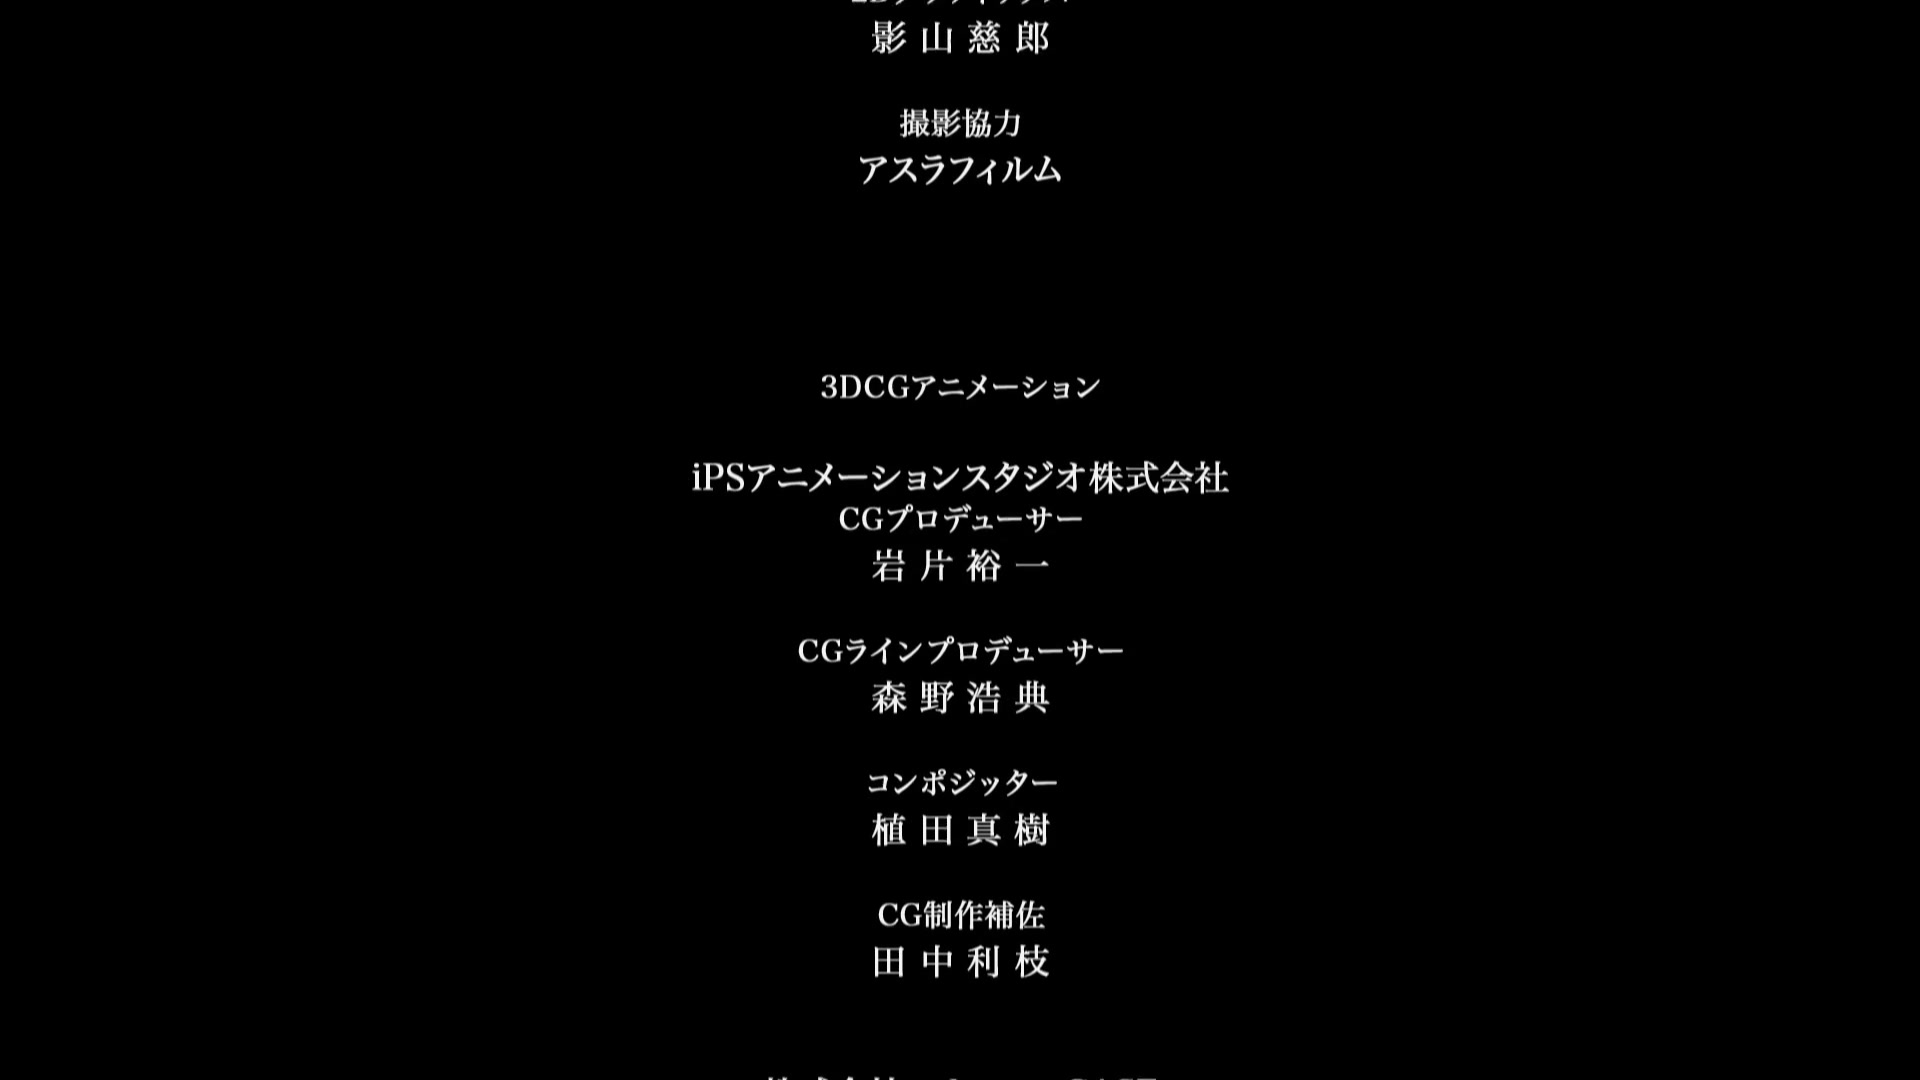 影山慈郎
撮影協力
アスラフィルム
3DCGアニメーション
iPSアニメーションスタジオ株式会社
CGプロデューサー
岩片裕一
CGラインプロデューサー
森野浩典
コンポジッター
植田真樹
CG制作補佐
田中利枝